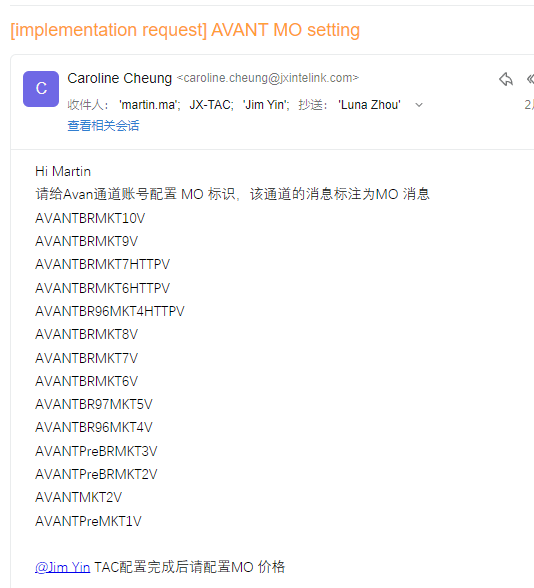 [implementation request] AVANT MO setting
C
Caroline Cheung <caroline.cheung@jxintelink.com>
收件人： 'martin.ma'; JX-TAC; 'Jim Yin'; 抄送： 'Luna Zhou'
2月
查看相关会话
Hi Martin
请给Avan通道账号配置 MO 标识，该通道的消息标注为MO 消息
AVANTBRMKT10V
AVANTBRMKT9V
AVANTBRMKT7HTTPV
AVANTBRMKT6HTTPV
AVANTBR96MKT4HTTPV
AVANTBRMKT8V
AVANTBRMKT7V
AVANTBRMKT6V
AVANTBR97MKT5V
AVANTBR96MKT4V
AVANTPreBRMKT3V
AVANTPreBRMKT2V
AVANTMKT2V
AVANTPreMKT1V
@Jim Yin TAC配置完成后请配置MO 价格